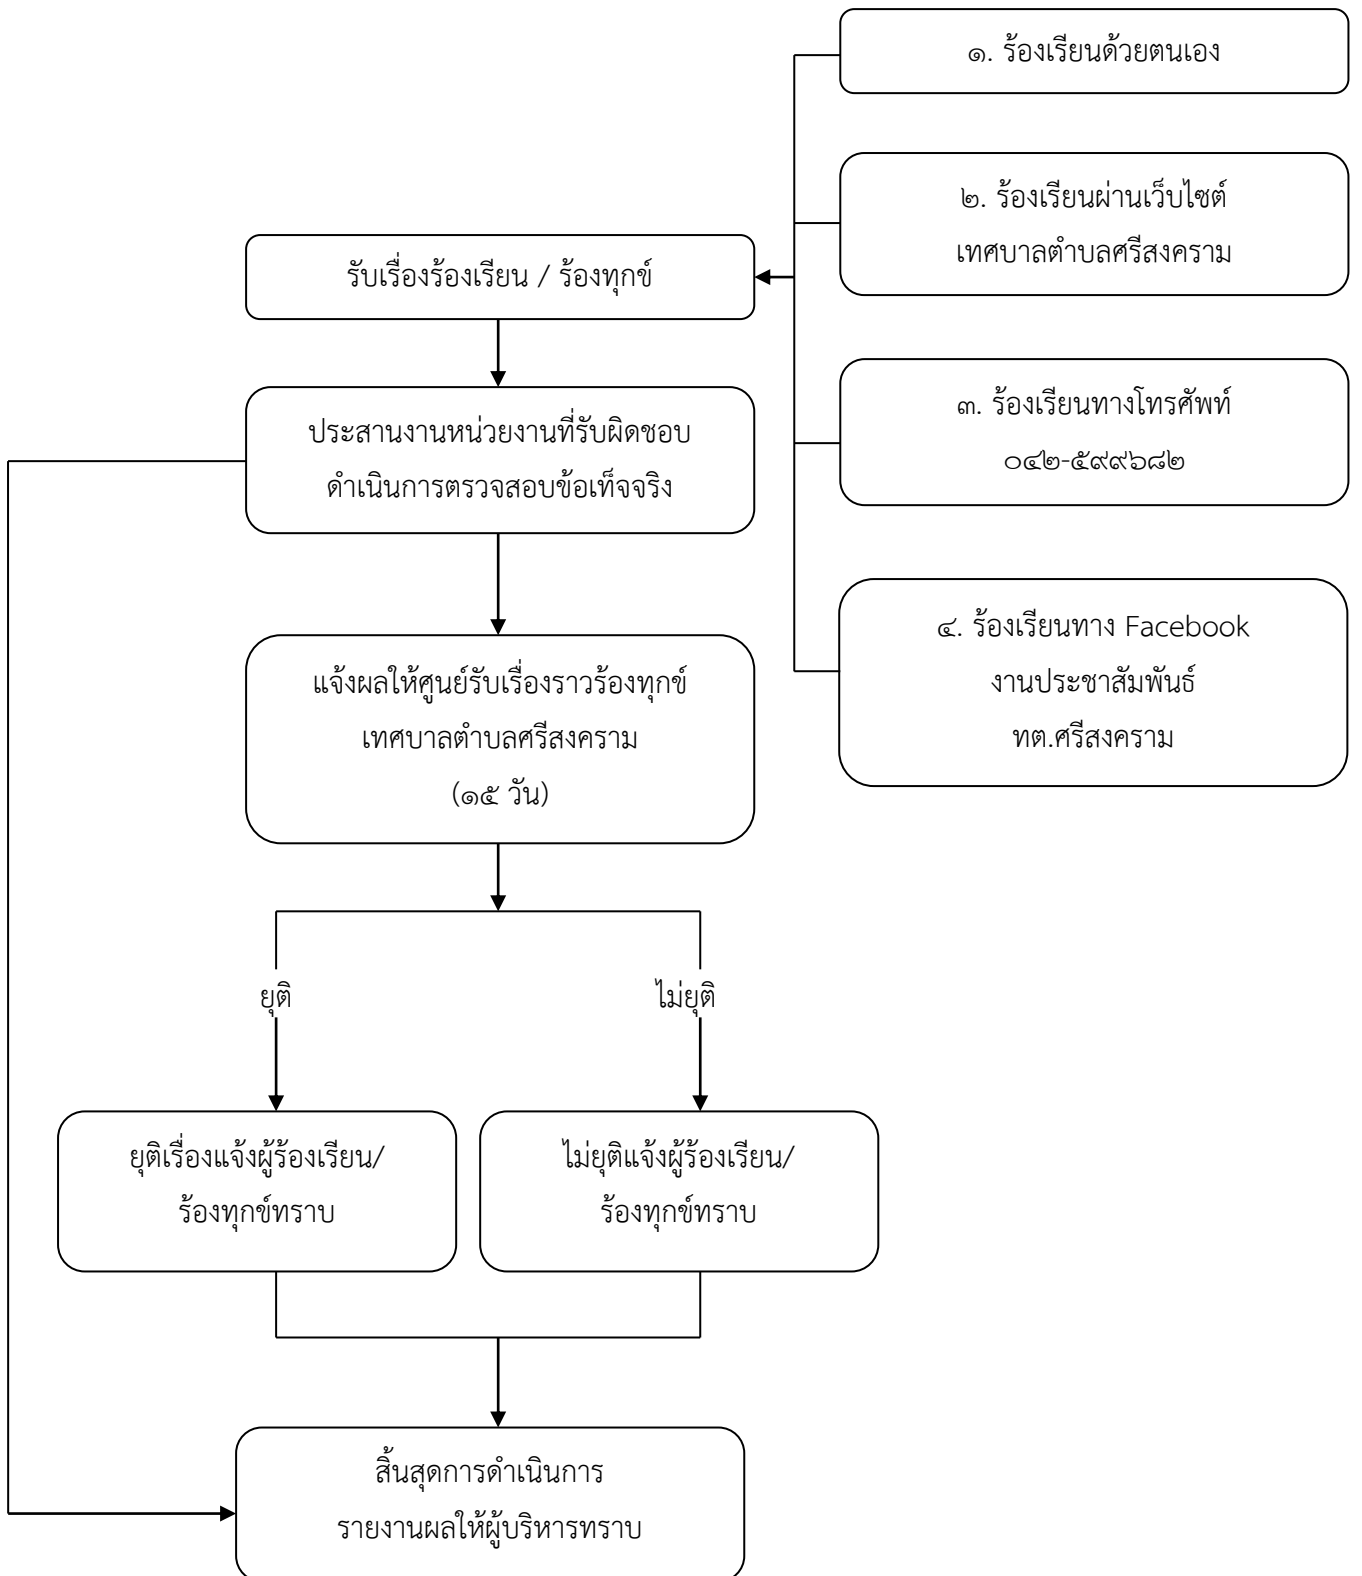 ๑. ร้องเรียนด้วยตนเอง
๒. ร้องเรียนผ่านเว็บไซต์
เทศบาลตำบลศรีสงคราม
๓. ร้องเรียนทางโทรศัพท์
๐๔๒-๕๙๙๖๘๒
๔. ร้องเรียนทาง Facebook
งานประชาสัมพันธ์
ทต.ศรีสงคราม
รับเรื่องร้องเรียน / ร้องทุกข์
ประสานงานหน่วยงานที่รับผิดชอบ
ดำเนินการตรวจสอบข้อเท็จจริง
แจ้งผลให้ศูนย์รับเรื่องราวร้องทุกข์
เทศบาลตำบลศรีสงคราม
(๑๕ วัน)
ยุติ
ไม่ยุติ
ยุติเรื่องแจ้งผู้ร้องเรียน/
ร้องทุกข์ทราบ
ไม่ยุติแจ้งผู้ร้องเรียน/
ร้องทุกข์ทราบ
สิ้นสุดการดำเนินการ
รายงานผลให้ผู้บริหารทราบ